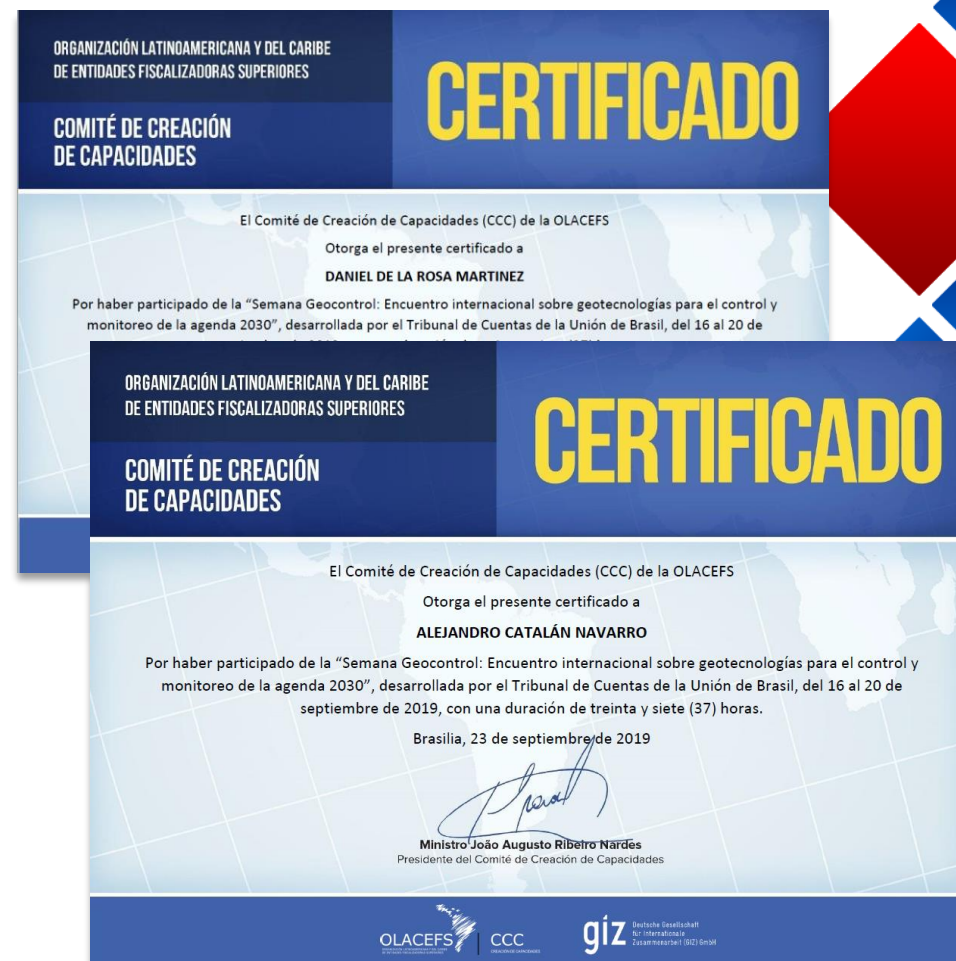 ORGANIZACIÓN LATINOAMERICANA Y DEL CARIBE
DE ENTIDADES FISCALIZADORAS SUPERIORES
COMITÉ DE CREACIÓN
DE CAPACIDADES
CERTIFICADO
El Comité de Creación de Capacidades (CCC) de la OLACEFS
Otorga el presente certificado a
DANIEL DE LA ROSA MARTINEZ
Por haber participado de la “Semana Geocontrol: Encuentro internacional sobre geotecnologías para el control y
monitoreo de la agenda 2030”, desarrollada por el Tribunal de Cuentas de la Unión de Brasil, del 16 al 20 de
ORGANIZACIÓN LATINOAMERICANA Y DEL CARIBE
DE ENTIDADES FISCALIZADORAS SUPERIORES
COMITÉ DE CREACIÓN
DE CAPACIDADES
CERTIFICADO
El Comité de Creación de Capacidades (CCC) de la OLACEFS
Otorga el presente certificado a
ALEJANDRO CATALÁN NAVARRO
Por haber participado de la “Semana Geocontrol: Encuentro internacional sobre geotecnologías para el control y
monitoreo de la agenda 2030”, desarrollada por el Tribunal de Cuentas de la Unión de Brasil, del 16 al 20 de
septiembre de 2019, con una duración de treinta y siete (37) horas.
Brasilia, 23 de septiembre de 2019
Ministro João Augusto Ribeiro Nardes
Presidente del Comité de Creación de Capacidades
OLACEFS
CCC
giz
Deutsche Gesellschaft
für Internationale
Zusammenarbeit (GIZ) GmbH